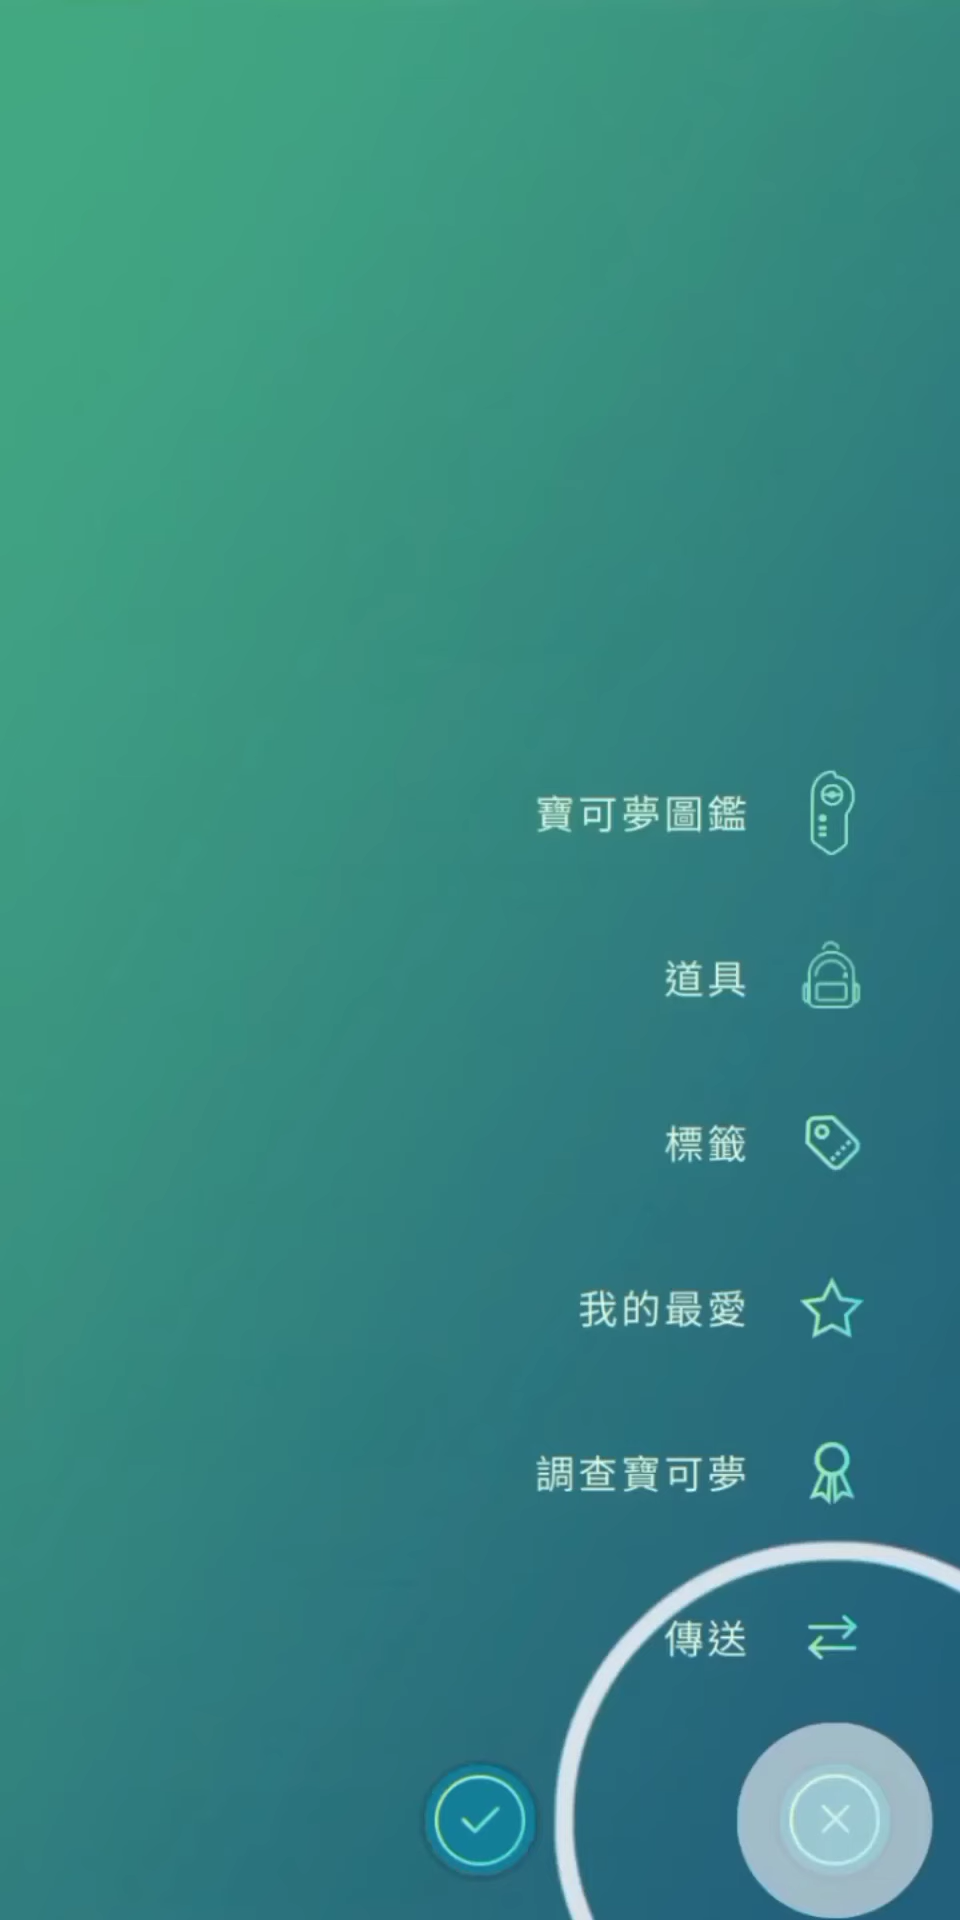 寶可夢圖鑑
道具
標籤
我的最愛
調查寶可夢
傳送